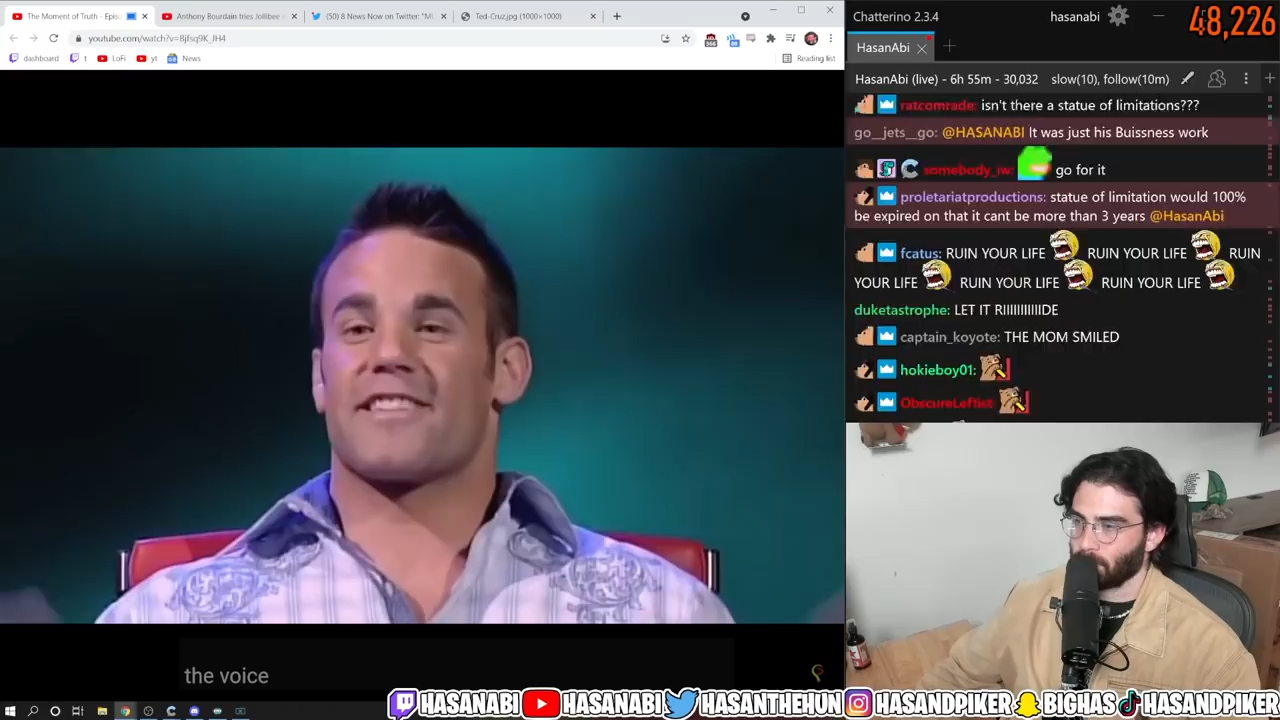 The Moment of Truth - Episo
Anthony Bourdain tries Jollibee
(50) 8 News Now on Twitter: "M
Ted-Cruz.jpg (1000×1000)
youtube.com/watch?v=8jfsq9K_JH4
dashboard
t
LoFi
yt
News
Reading list
the voice
Chatterino 2.3.4
hasanabi
48,226
HasanAbi
HasanAbi (live) - 6h 55m - 30,032 slow(10), follow(10m)
ratcomrade: isn't there a statue of limitations???
go__jets__go: @HASANABI It was just his Buissness work
somebody_iw: go for it
proletariatproductions: statue of limitation would 100%
be expired on that it cant be more than 3 years @HasanAbi
fcatus: RUIN YOUR LIFE RUIN YOUR LIFE RUIN
YOUR LIFE RUIN YOUR LIFE RUIN YOUR LIFE
duketastrophe: LET IT RIIIIIIIIIIIDE
captain_koyote: THE MOM SMILED
hokieboy01:
ObscureLeftist
HASANABI HASANABI HASANTHEHUN HASANDPIKER BIGHAS HASANDPIKER